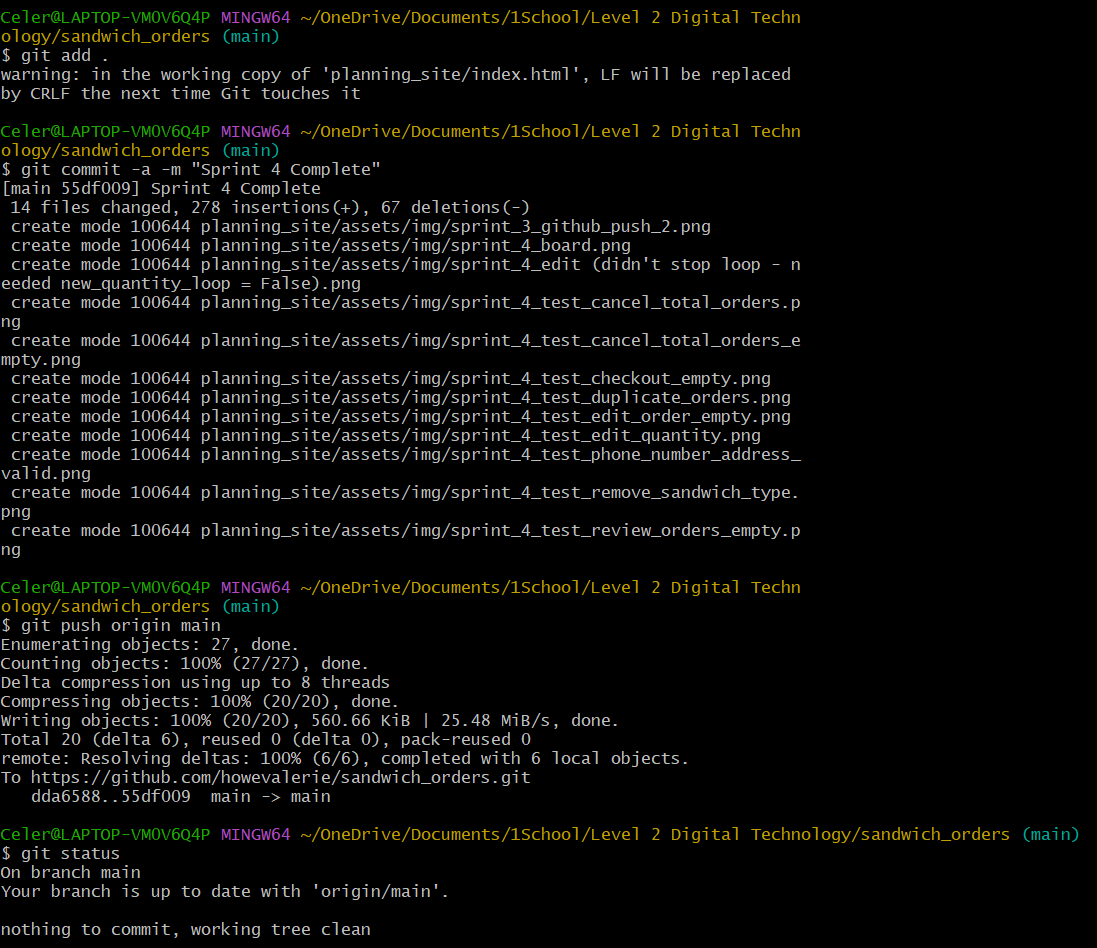 Celer@LAPTOP-VMOV6Q4P MINGW64 ~/OneDrive/Documents/1School/Level 2 Digital Techn
ology/sandwich_orders (main)
$ git add .
warning: in the working copy of 'planning_site/index.html', LF will be replaced
by CRLF the next time Git touches it

Celer@LAPTOP-VMOV6Q4P MINGW64 ~/OneDrive/Documents/1School/Level 2 Digital Techn
ology/sandwich_orders (main)
$ git commit -a -m "Sprint 4 Complete"
[main 55df009] Sprint 4 Complete
 14 files changed, 278 insertions(+), 67 deletions(-)
 create mode 100644 planning_site/assets/img/sprint_3_github_push_2.png
 create mode 100644 planning_site/assets/img/sprint_4_board.png
 create mode 100644 planning_site/assets/img/sprint_4_edit (didn't stop loop - n
eeded new_quantity_loop = False).png
 create mode 100644 planning_site/assets/img/sprint_4_test_cancel_total_orders.p
ng
 create mode 100644 planning_site/assets/img/sprint_4_test_cancel_total_orders_e
mpty.png
 create mode 100644 planning_site/assets/img/sprint_4_test_checkout_empty.png
 create mode 100644 planning_site/assets/img/sprint_4_test_duplicate_orders.png
 create mode 100644 planning_site/assets/img/sprint_4_test_edit_order_empty.png
 create mode 100644 planning_site/assets/img/sprint_4_test_edit_quantity.png
 create mode 100644 planning_site/assets/img/sprint_4_test_phone_number_address_
valid.png
 create mode 100644 planning_site/assets/img/sprint_4_test_remove_sandwich_type.
png
 create mode 100644 planning_site/assets/img/sprint_4_test_review_orders_empty.p
ng

Celer@LAPTOP-VMOV6Q4P MINGW64 ~/OneDrive/Documents/1School/Level 2 Digital Techn
ology/sandwich_orders (main)
$ git push origin main
Enumerating objects: 27, done.
Counting objects: 100% (27/27), done.
Delta compression using up to 8 threads
Compressing objects: 100% (20/20), done.
Writing objects: 100% (20/20), 560.66 KiB | 25.48 MiB/s, done.
Total 20 (delta 6), reused 0 (delta 0), pack-reused 0
remote: Resolving deltas: 100% (6/6), completed with 6 local objects.
To https://github.com/howevalerie/sandwich_orders.git
   dda6588..55df009  main -> main

Celer@LAPTOP-VMOV6Q4P MINGW64 ~/OneDrive/Documents/1School/Level 2 Digital Technology/sandwich_orders (main)
$ git status
On branch main
Your branch is up to date with 'origin/main'.

nothing to commit, working tree clean